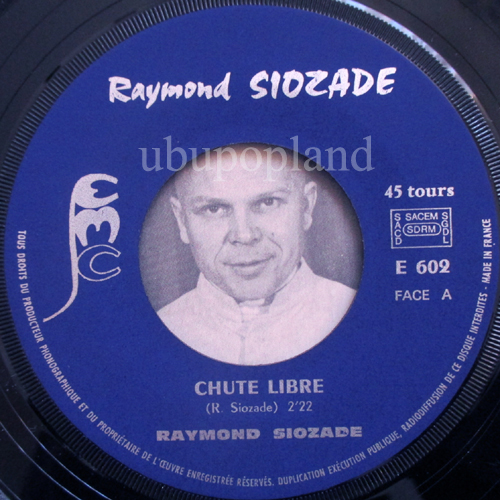 Raymond SIOZADE
ubupopland
EMC
45 tours
SACD
SACEM
SDRM
SGDL
E 602
FACE A
CHUTE LIBRE
(R. Siozade) 2'22
RAYMOND SIOZADE
TOUS DROITS DU PRODUCTEUR PHONOGRAPHIQUE ET DU PROPRIÉTAIRE DE L'ŒUVRE ENREGISTRÉE RÉSERVÉS. DUPLICATION EXÉCUTION PUBLIQUE, RADIODIFFUSION DE CE DISQUE INTERDITES - MADE IN FRANCE